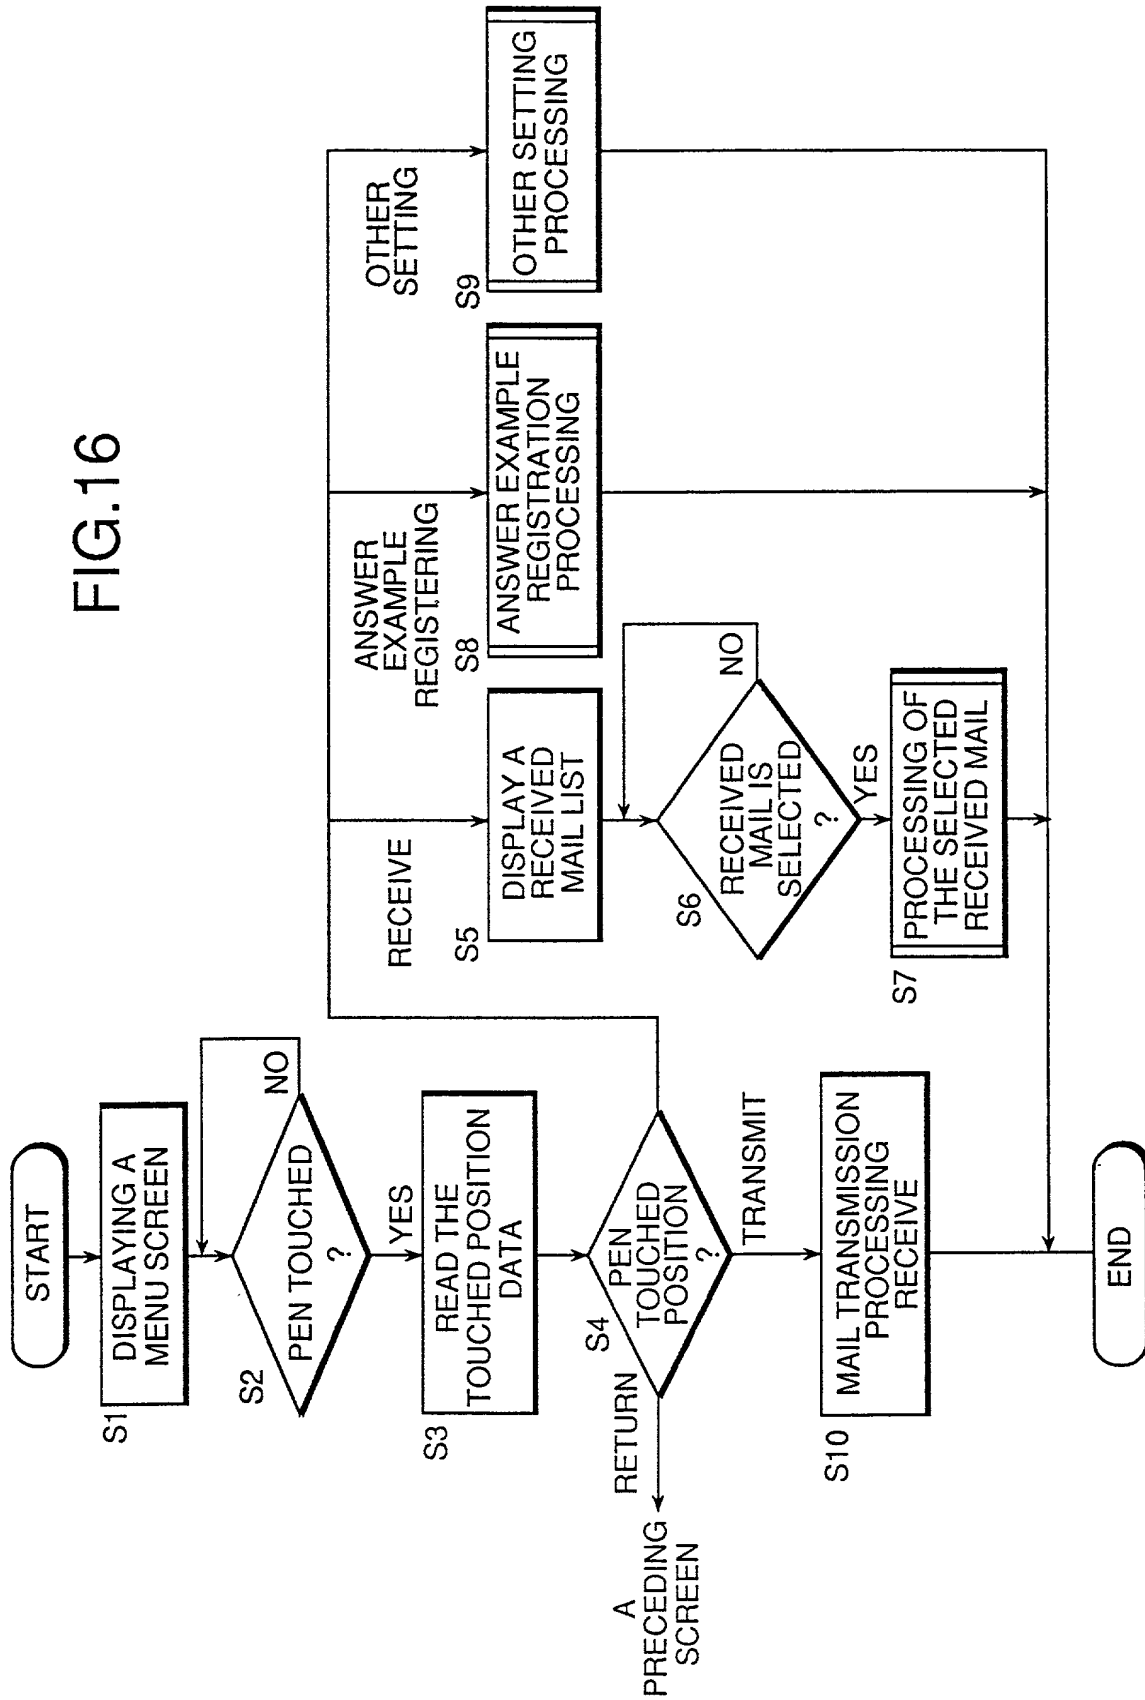 FIG.16
START
S1
DISPLAYING A
MENU SCREEN
S2
PEN TOUCHED
?
NO
YES
S3
READ THE
TOUCHED POSITION
DATA
S4
PEN
TOUCHED
POSITION
?
RETURN
A
PRECEDING
SCREEN
TRANSMIT
S10
MAIL TRANSMISSION
PROCESSING
RECEIVE
END
RECEIVE
S5
DISPLAY A
RECEIVED
MAIL LIST
S6
RECEIVED
MAIL IS
SELECTED
?
NO
YES
S7
PROCESSING OF
THE SELECTED
RECEIVED MAIL
ANSWER
EXAMPLE
REGISTERING
S8
ANSWER EXAMPLE
REGISTRATION
PROCESSING
OTHER
SETTING
S9
OTHER SETTING
PROCESSING